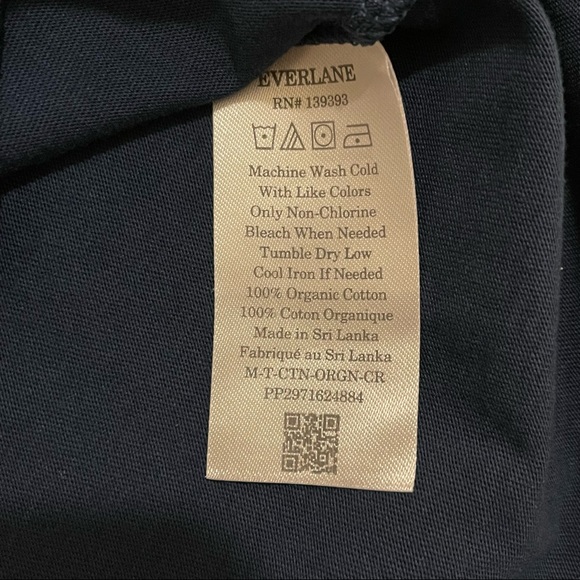 EVERLANE
RN# 139393
Machine Wash Cold
With Like Colors
Only Non-Chlorine
Bleach When Needed
Tumble Dry Low
Cool Iron If Needed
100% Organic Cotton
100% Coton Organique
Made in Sri Lanka
Fabriqué au Sri Lanka
M-T-CTN-ORGN-CR
PP2971624884